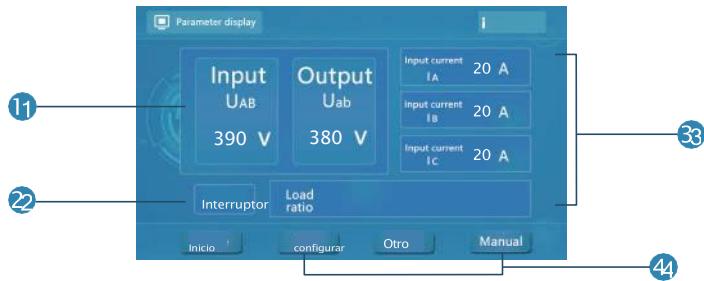 Parameter display
i
Input
UAB
390 V
Output
Uab
380 V
Input current
IA
20 A
Input current
IB
20 A
Input current
IC
20 A
Interruptor
Load
ratio
Inicio
configurar
Otro
Manual
11
22
33
44